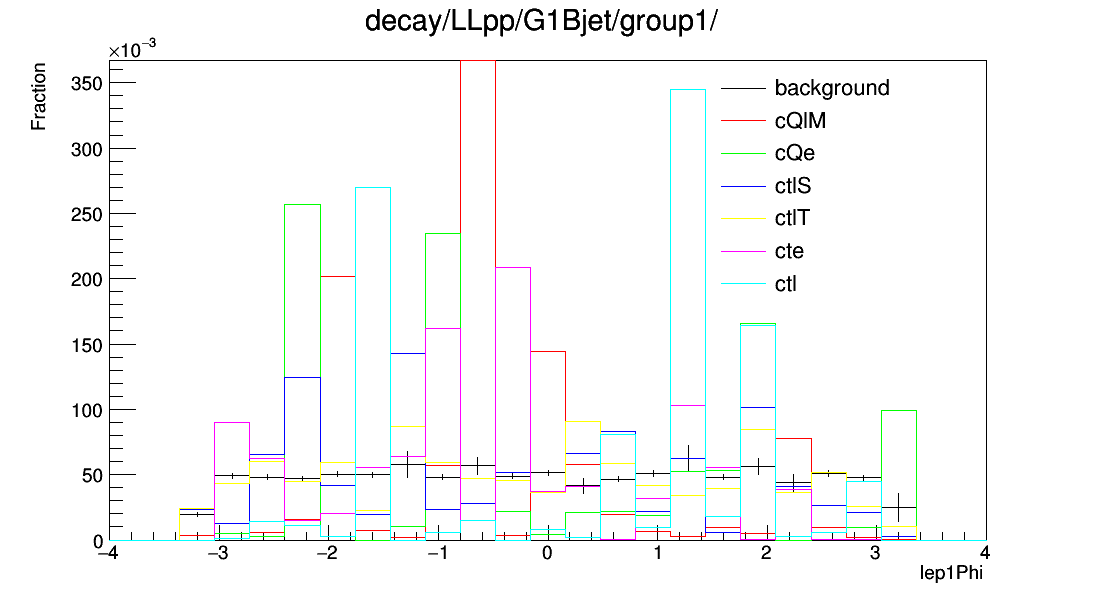 decay/LLpp/G1Bjet/group1/
×10⁻³
Fraction
350
300
250
200
150
100
50
0
background
cQlM
cQe
ctlS
ctlT
cte
ctl
−4 −3 −2 −1 0 1 2 3 4
lep1Phi